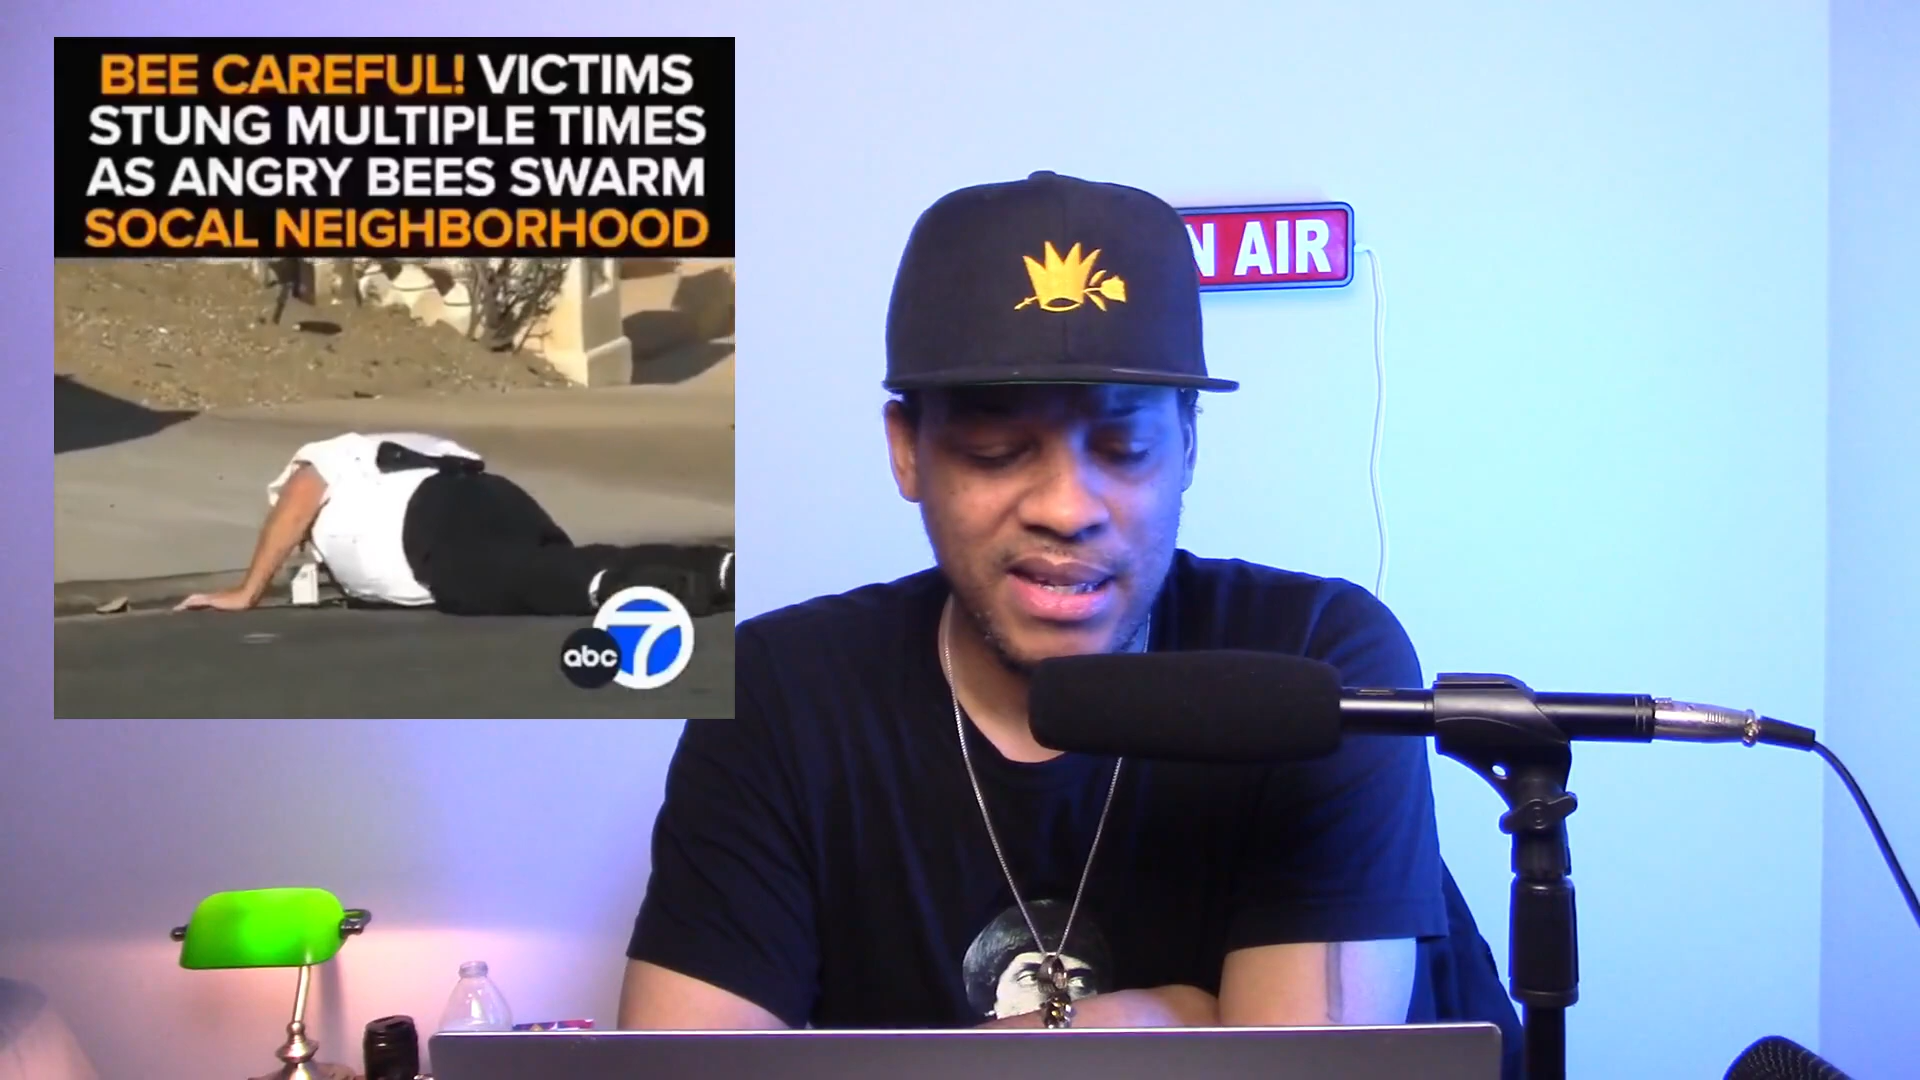 BEE CAREFUL! VICTIMS
STUNG MULTIPLE TIMES
AS ANGRY BEES SWARM
SOCAL NEIGHBORHOOD
N AIR
abc 7